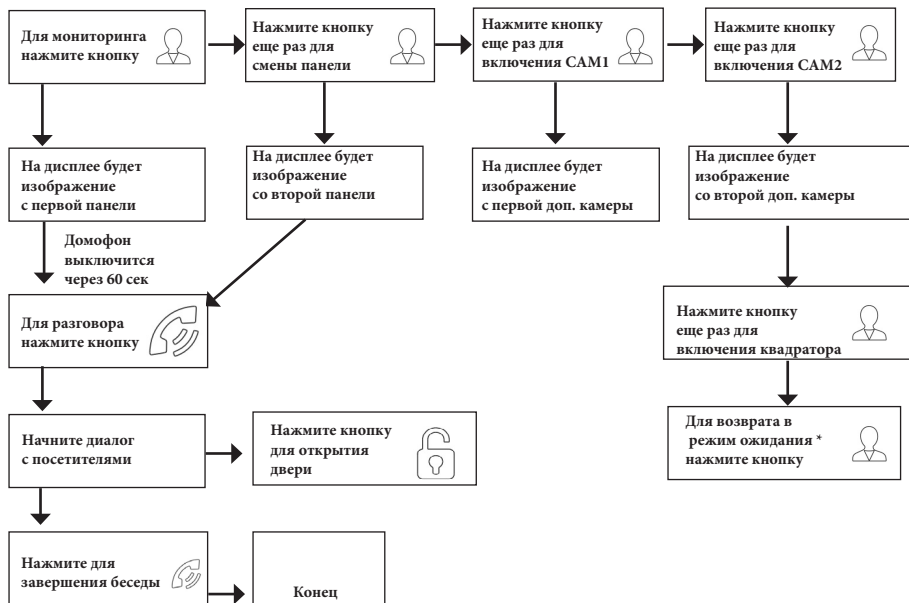 Для мониторинга
нажмите кнопку
Нажмите кнопку
еще раз для
смены панели
Нажмите кнопку
еще раз для
включения CAM1
Нажмите кнопку
еще раз для
включения CAM2
На дисплее будет
изображение
с первой панели
На дисплее будет
изображение
со второй панели
На дисплее будет
изображение
с первой доп. камеры
На дисплее будет
изображение
со второй доп. камеры
Домофон
выключится
через 60 сек
Для разговора
нажмите кнопку
Нажмите кнопку
еще раз для
включения квадратора
Начните диалог
с посетителями
Нажмите кнопку
для открытия
двери
Для возврата в
режим ожидания *
нажмите кнопку
Нажмите для
завершения беседы
Конец